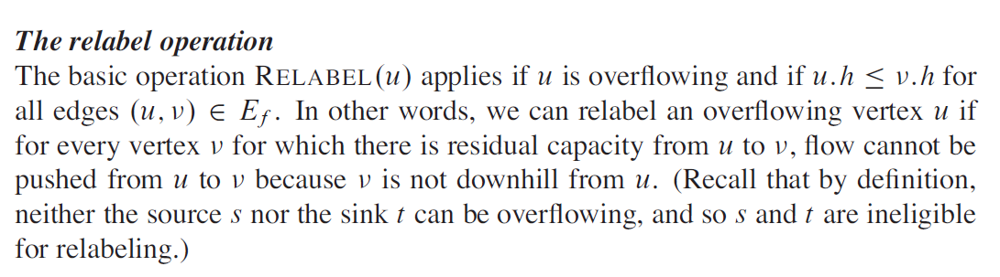 The relabel operation
The basic operation RELABEL(u) applies if u is overflowing and if u.h ≤ v.h for
all edges (u, v) ∈ E_f. In other words, we can relabel an overflowing vertex u if
for every vertex v for which there is residual capacity from u to v, flow cannot be
pushed from u to v because v is not downhill from u. (Recall that by definition,
neither the source s nor the sink t can be overflowing, and so s and t are ineligible
for relabeling.)